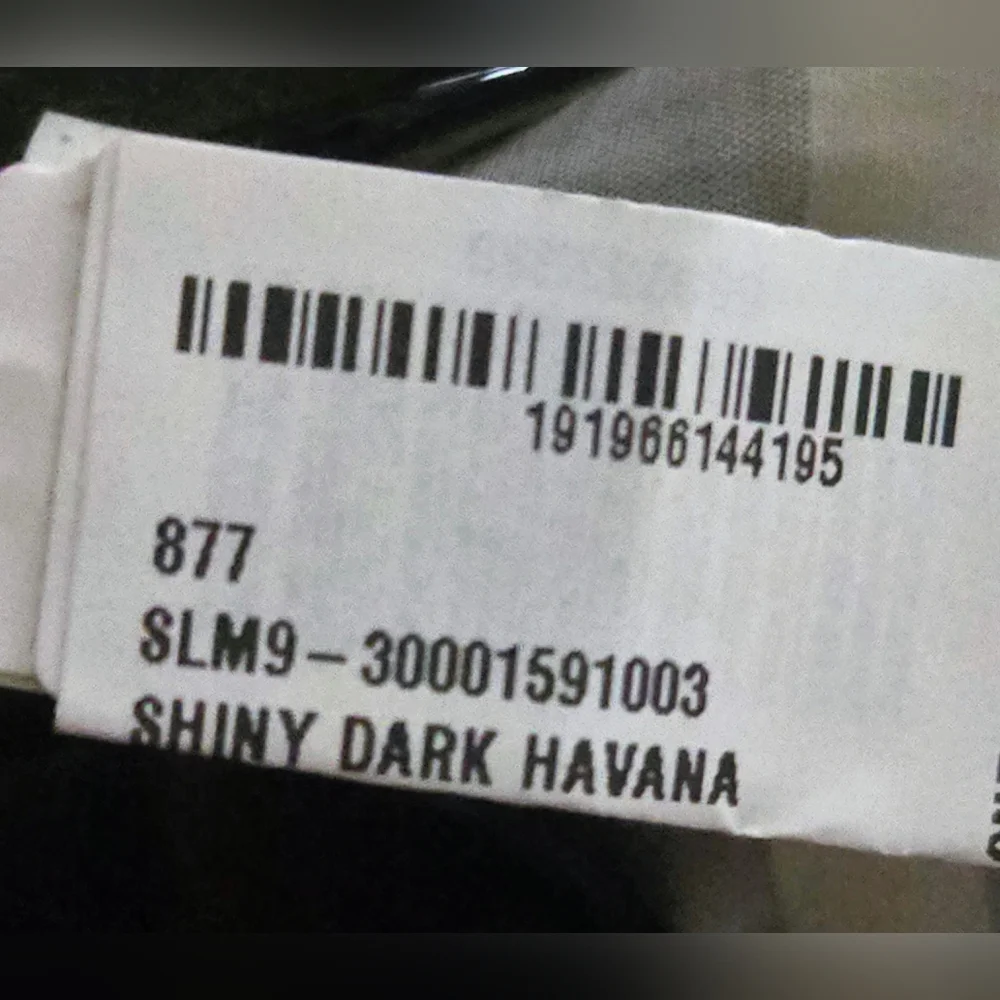 191966144195
877
SLM9-30001591003
SHINY DARK HAVANA